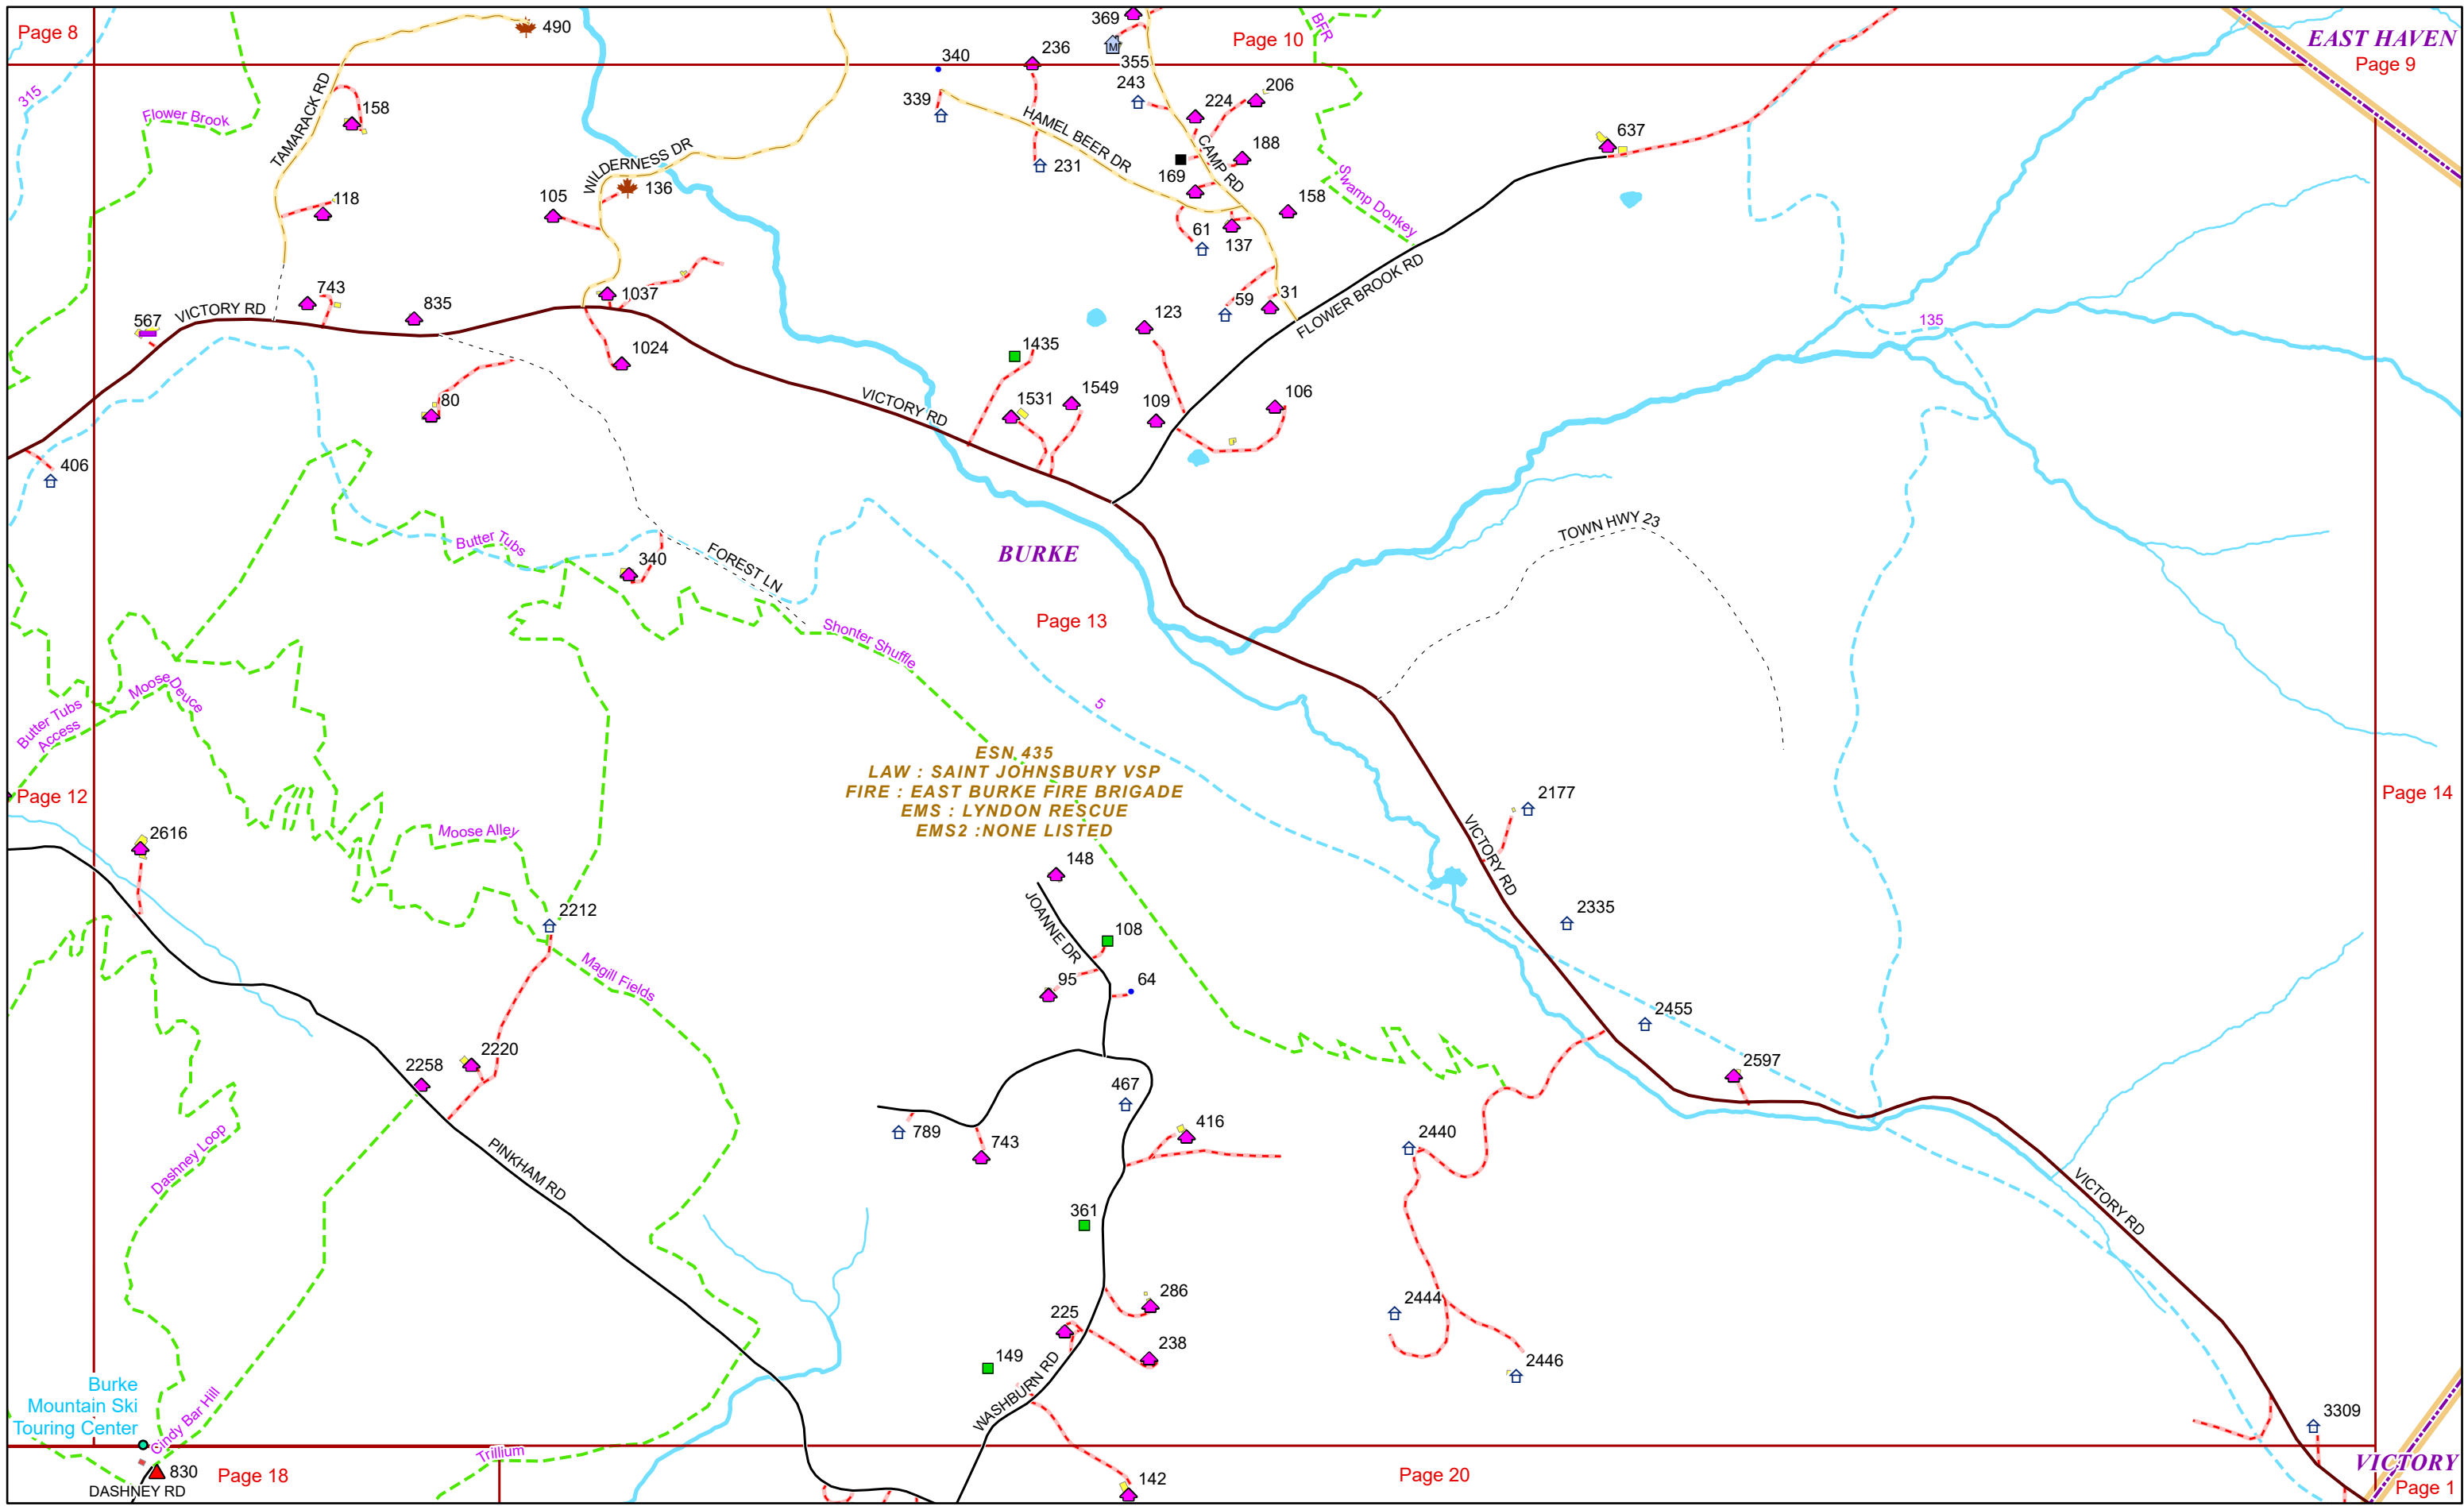 Page 8
490
369
Page 10
BFR
EAST HAVEN
Page 9
340
236
355
M
315
TAMARACK RD
158
339
243
224
206
Flower Brook
HAMEL BEER DR
637
WILDERNESS DR
CAMP RD
188
231
169
118
105
136
Swamp Donkey
158
61
137
743
835
1037
59
31
FLOWER BROOK RD
567
VICTORY RD
123
135
1024
1435
80
VICTORY RD
1531
1549
109
106
406
TOWN HWY 23
Butter Tubs
BURKE
340
FOREST LN
Page 13
Shonter Shuffle
Moose
Deuce
Butter Tubs
Access
5
ESN 435
LAW : SAINT JOHNSBURY VSP
FIRE : EAST BURKE FIRE BRIGADE
EMS : LYNDON RESCUE
EMS2 :NONE LISTED
Page 12
2177
Page 14
2616
Moose Alley
VICTORY RD
148
2212
JOANNE DR
108
2335
Magill Fields
95
64
2455
2258
2220
2597
467
Dashney Loop
789
743
416
2440
PINKHAM RD
VICTORY RD
361
286
2444
225
238
149
2446
WASHBURN RD
Burke
Mountain Ski
Touring Center
Cindy Bar Hill
3309
Trillium
830
Page 18
142
Page 20
VICTORY
DASHNEY RD
Page 1